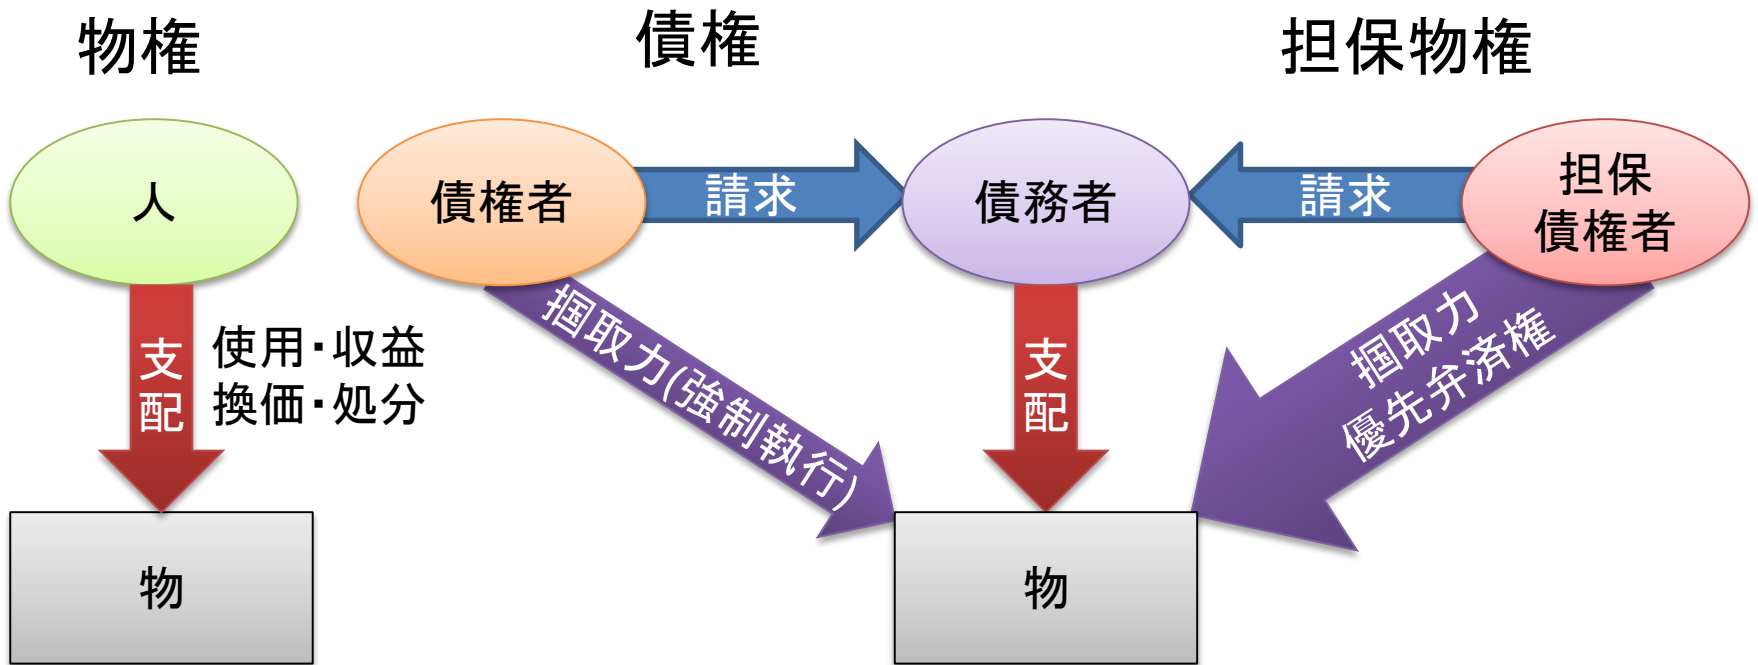 物権
債権
担保物権
人
債権者
請求
債務者
請求
担保
債権者
支
配
使用・収益
換価・処分
掴取力(強制執行)
支
配
掴取力
優先弁済権
物
物